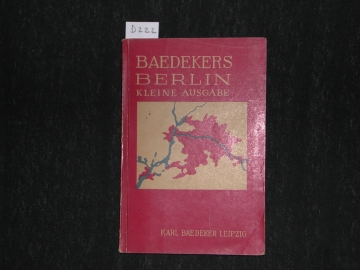 D222
BAEDEKERS
BERLIN
KLEINE AUSGABE
KARL BAEDEKER LEIPZIG